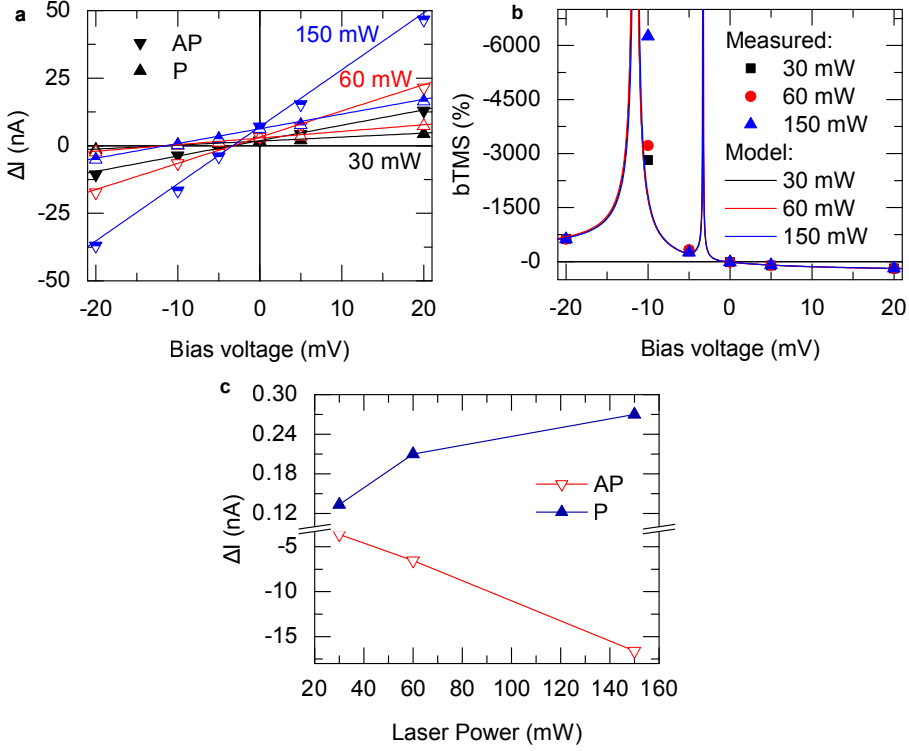 a
ΔI (nA)
50
25
0
-25
50
-20
-10
0
10
20
Bias voltage (mV)
AP
P
150 mW
60 mW
30 mW
b
bTMS (%)
-6000
-4500
-3000
-1500
-0
-20
-10
0
10
20
Bias voltage (mV)
Measured:
30 mW
60 mW
150 mW
Model:
30 mW
60 mW
150 mW
c
ΔI (nA)
0.30
0.24
0.18
0.12
-5
-10
-15
20 40 60 80 100 120 140 160
Laser Power (mW)
AP
P